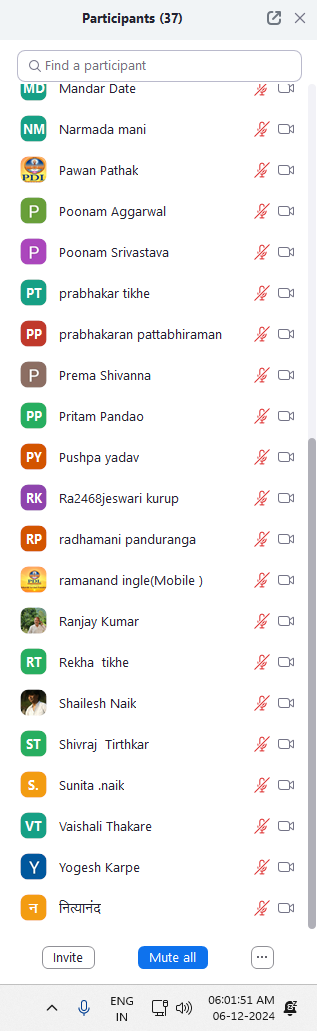 Participants (37)
Find a participant
MD Mandar Date
NM Narmada mani
PDI Pawan Pathak
P Poonam Aggarwal
P Poonam Srivastava
PT prabhakar tikhe
PP prabhakaran pattabhiraman
P Prema Shivanna
PP Pritam Pandao
PY Pushpa yadav
RK Ra2468jeswari kurup
RP radhamani panduranga
PDI ramanand ingle(Mobile )
Ranjay Kumar
RT Rekha  tikhe
Shailesh Naik
ST Shivraj  Tirthkar
S. Sunita .naik
VT Vaishali Thakare
Y Yogesh Karpe
न नित्यानंद
Invite Mute all ...
ENG 06:01:51 AM
IN 06-12-2024